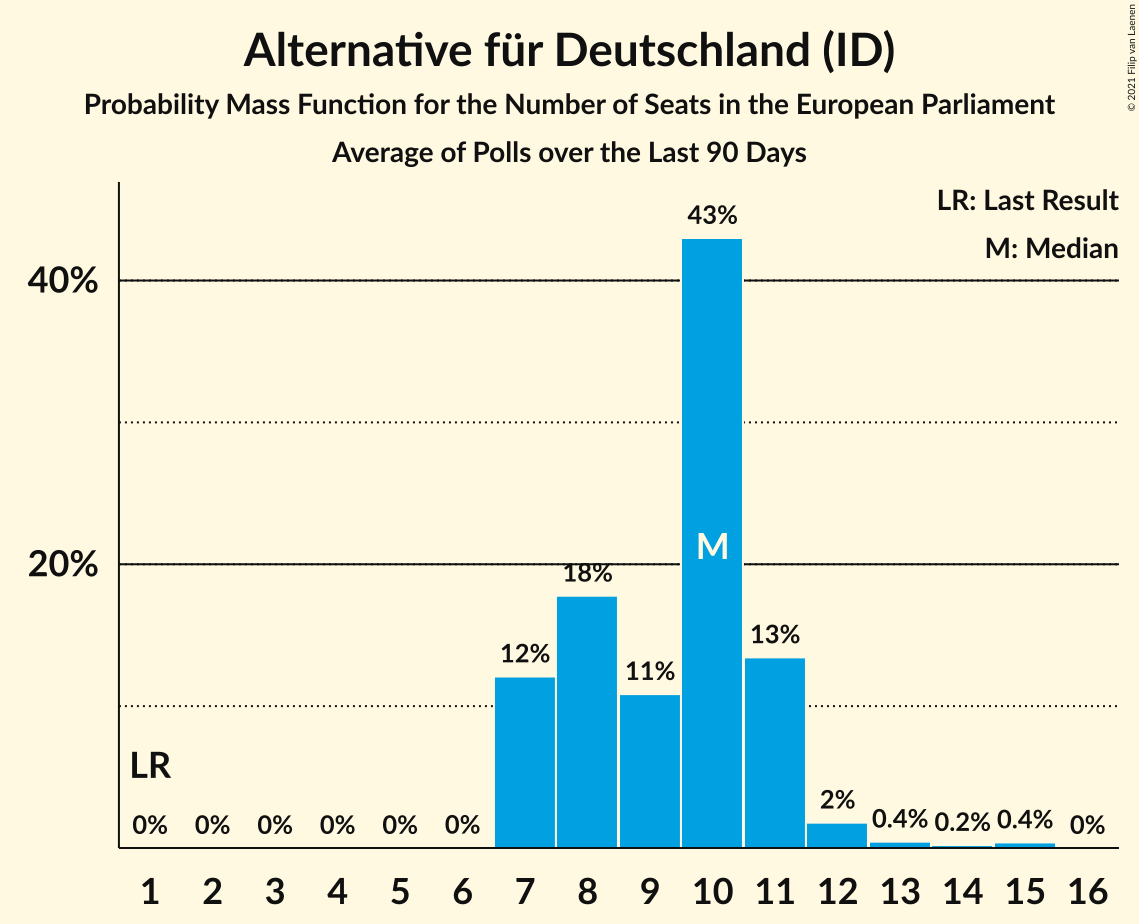 Alternative für Deutschland (ID)
Probability Mass Function for the Number of Seats in the European Parliament
Average of Polls over the Last 90 Days
© 2021 Filip van Laenen
LR: Last Result
M: Median
43%
40%
M
20%
18%
13%
12%
11%
LR
2%
0% 0% 0% 0% 0% 0% 0.4% 0.2% 0.4% 0%
1 2 3 4 5 6 7 8 9 10 11 12 13 14 15 16